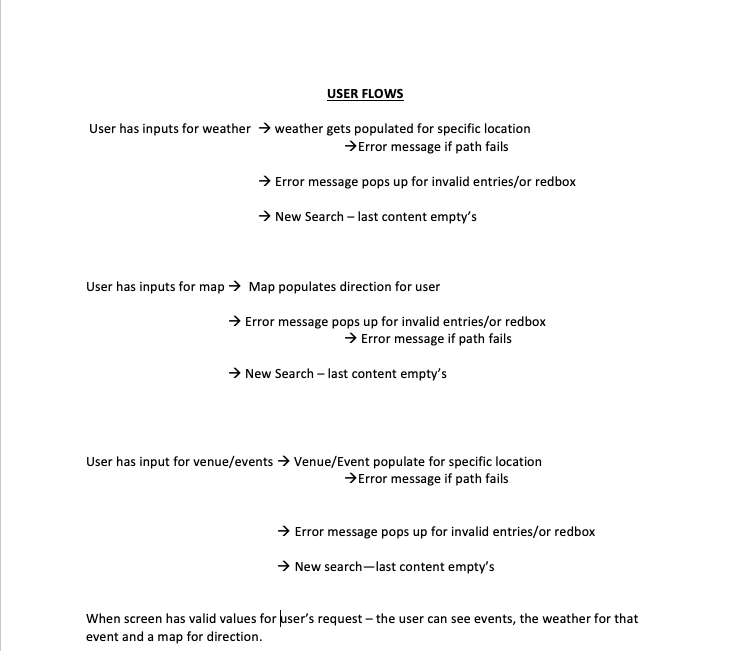 USER FLOWS
User has inputs for weather → weather gets populated for specific location
→Error message if path fails
→ Error message pops up for invalid entries/or redbox
→ New Search – last content empty's
User has inputs for map → Map populates direction for user
→ Error message pops up for invalid entries/or redbox
→ Error message if path fails
→ New Search – last content empty's
User has input for venue/events → Venue/Event populate for specific location
→Error message if path fails
→ Error message pops up for invalid entries/or redbox
→ New search—last content empty's
When screen has valid values for user's request – the user can see events, the weather for that
event and a map for direction.